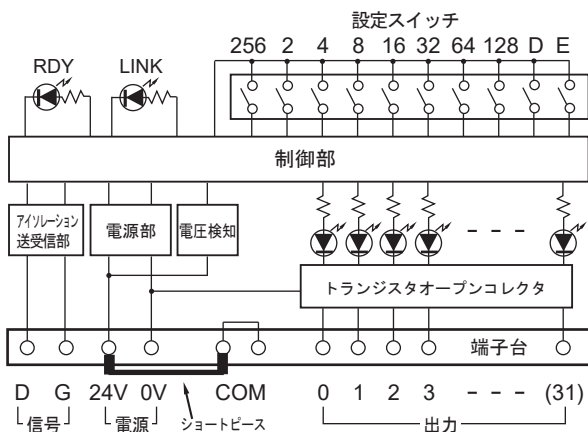 設定スイッチ
256 2 4 8 16 32 64 128 D E
RDY LINK
制御部
アイソレーション
送受信部
電源部
電圧検知
トランジスタオープンコレクタ
端子台
D G 24V 0V COM 0 1 2 3 - - - (31)
信号 電源 ショートピース 出力